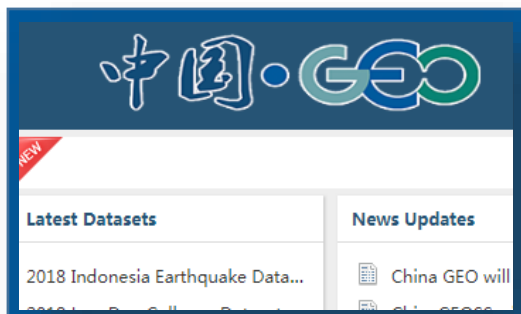 中国·GEO
NEW
Latest Datasets
2018 Indonesia Earthquake Data...
News Updates
China GEO will